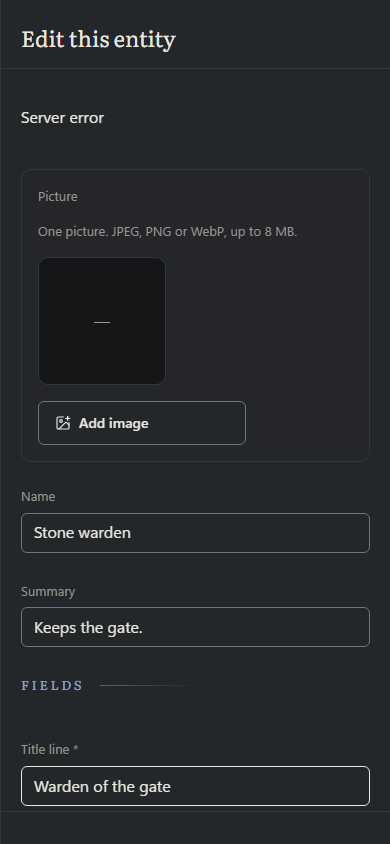 Edit this entity
Server error
Picture
One picture. JPEG, PNG or WebP, up to 8 MB.
—
Add image
Name
Stone warden
Summary
Keeps the gate.
FIELDS
Title line *
Warden of the gate